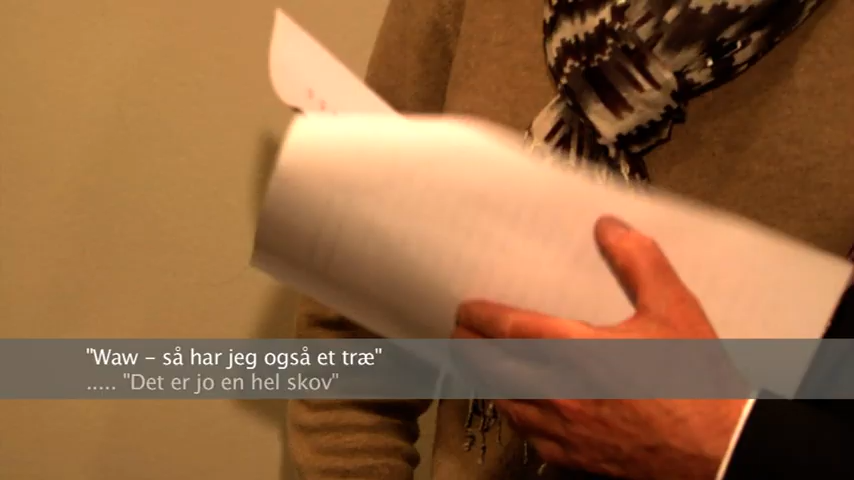 "Waw – så har jeg også et træ"
..... "Det er jo en hel skov"